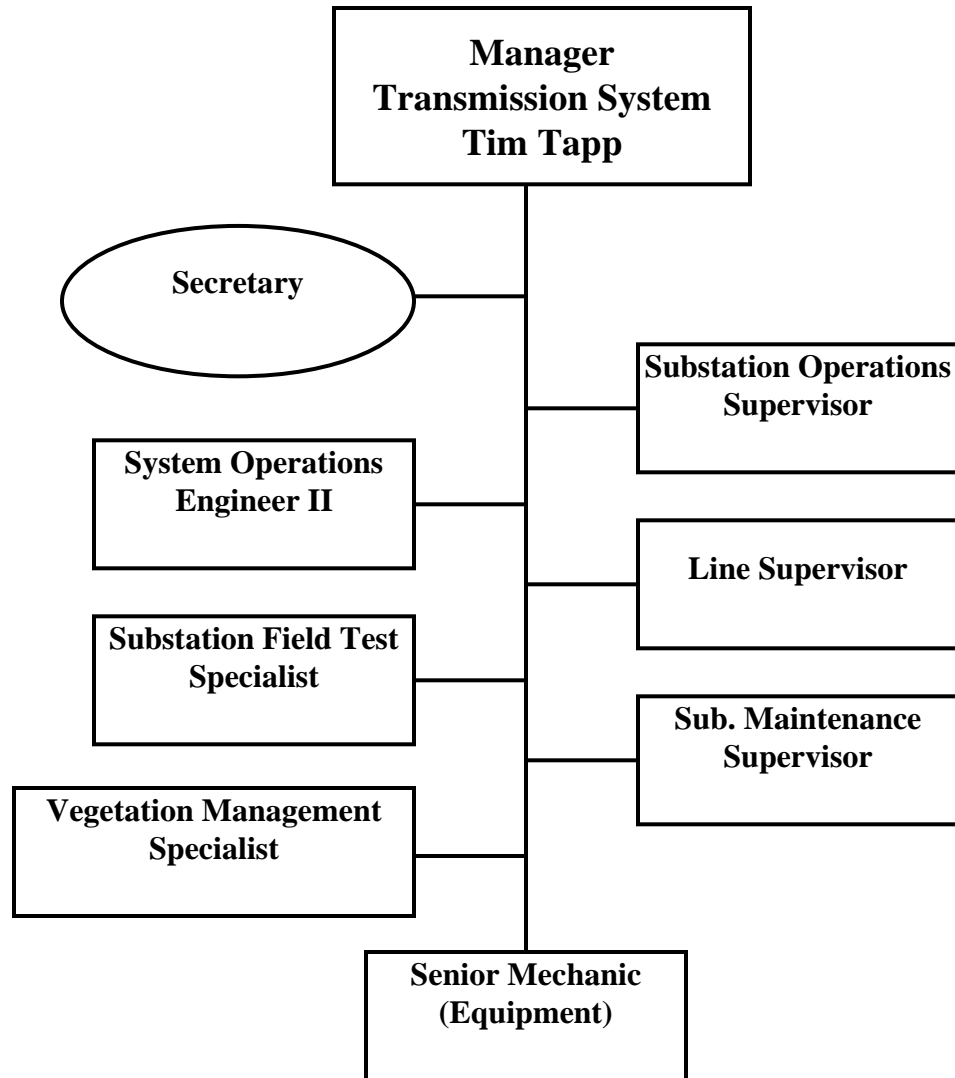 Manager
Transmission System
Tim Tapp
Secretary
Substation Operations
Supervisor
System Operations
Engineer II
Line Supervisor
Substation Field Test
Specialist
Sub. Maintenance
Supervisor
Vegetation Management
Specialist
Senior Mechanic
(Equipment)